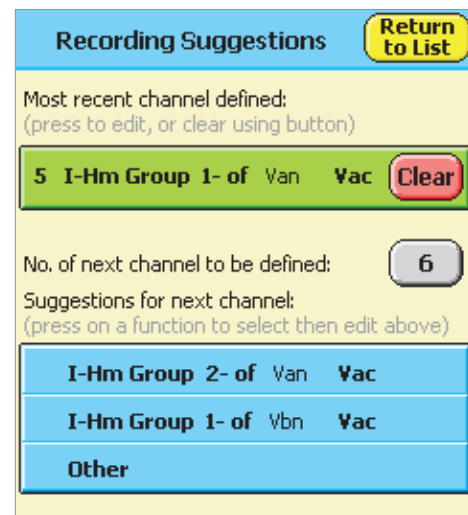 Recording Suggestions
Return
to List
Most recent channel defined:
(press to edit, or clear using button)
5 I-Hm Group 1- of Van Vac Clear
No. of next channel to be defined: 6
Suggestions for next channel:
(press on a function to select then edit above)
I-Hm Group 2- of Van Vac
I-Hm Group 1- of Vbn Vac
Other